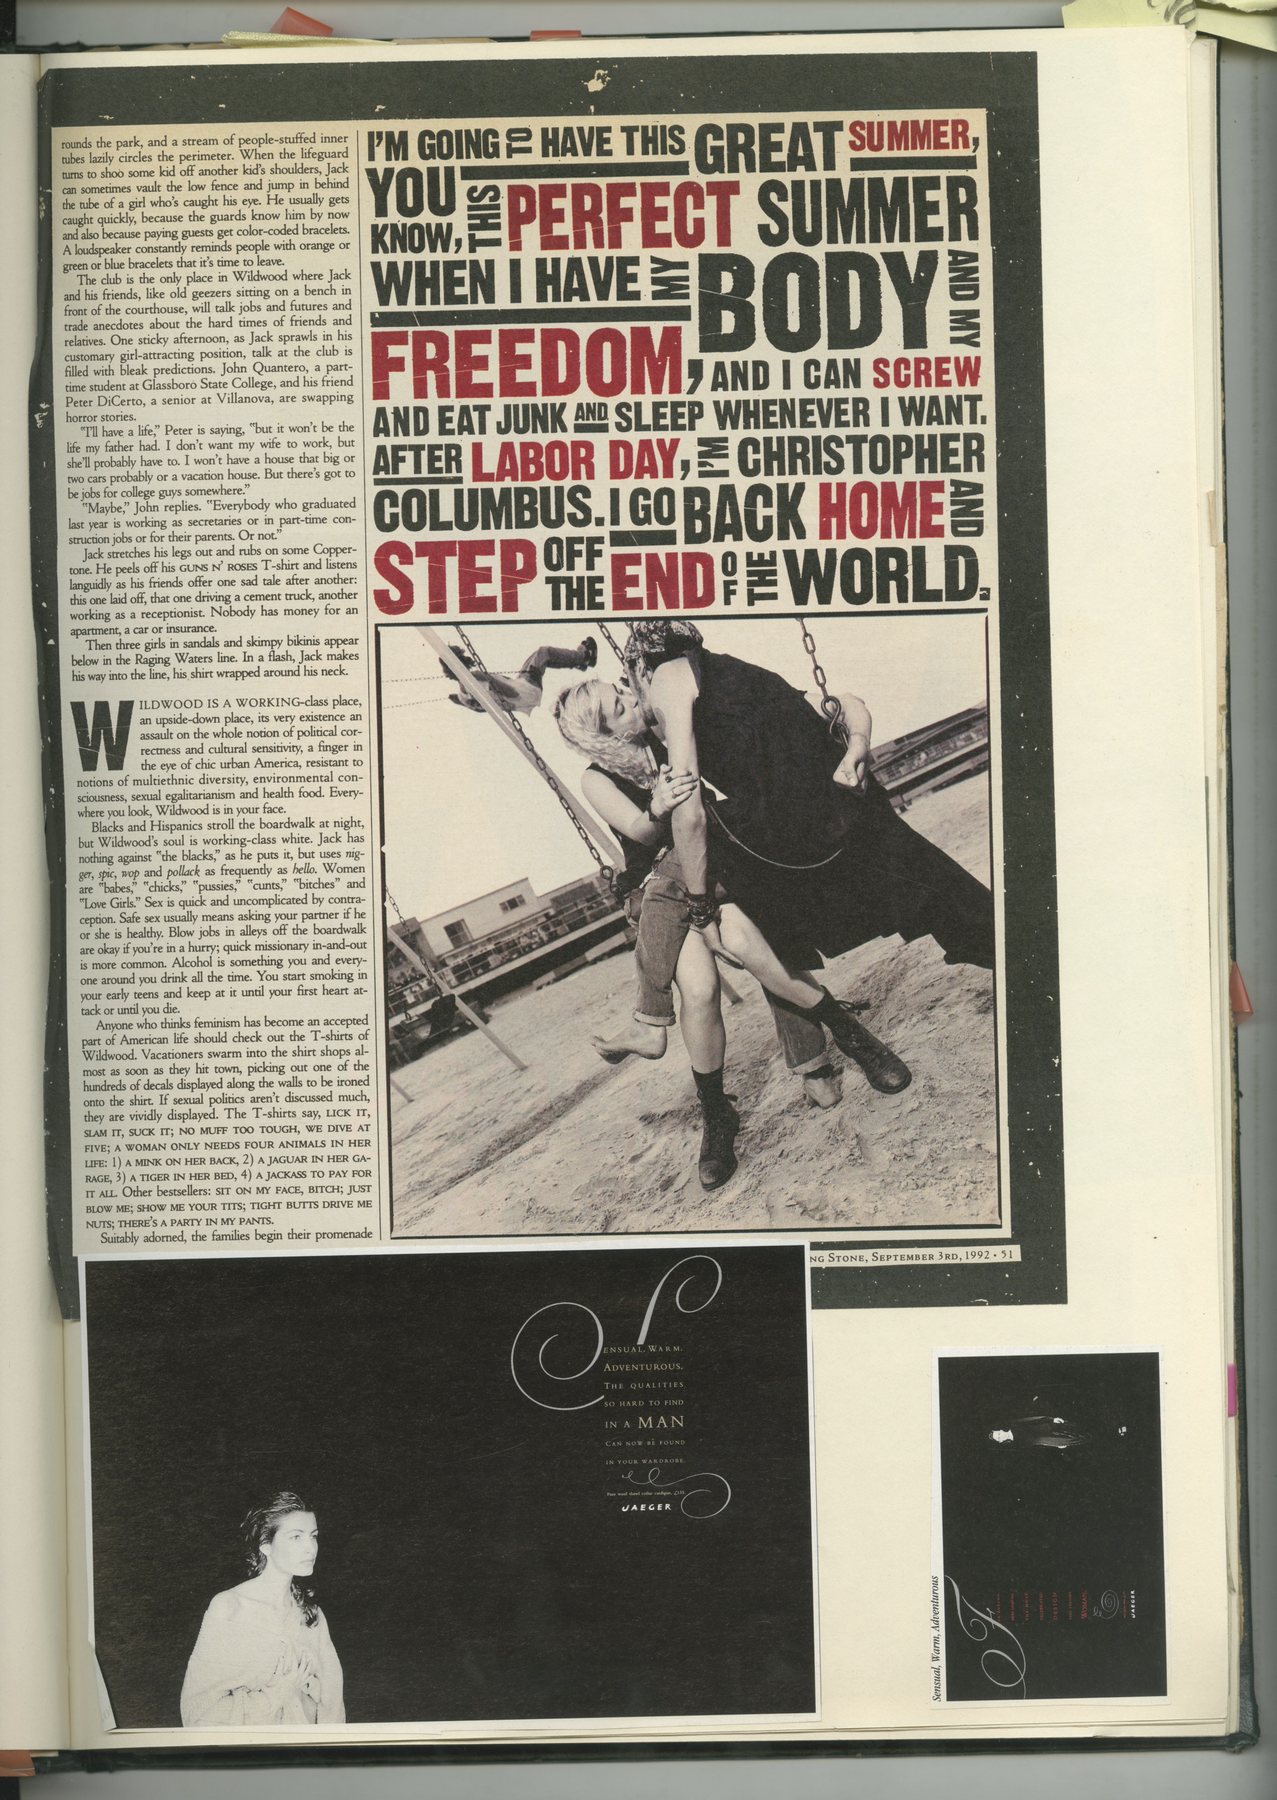 rounds the park, and a stream of people-stuffed inner
tubes lazily circles the perimeter. When the lifeguard
turns to shoo some kid off another kid's shoulders, Jack
can sometimes vault the low fence and jump in behind
the tube of a girl who's caught his eye. He usually gets
caught quickly, because the guards know him by now
and also because paying guests get color-coded bracelets.
A loudspeaker constantly reminds people with orange or
green or blue bracelets that it's time to leave.
The club is the only place in Wildwood where Jack
and his friends, like old geezers sitting on a bench in
front of the courthouse, will talk jobs and futures and
trade anecdotes about the hard times of friends and
relatives. One sticky afternoon, as Jack sprawls in his
customary girl-attracting position, talk at the club is
filled with bleak predictions. John Quantero, a part-
time student at Glassboro State College, and his friend
Peter DiCerto, a senior at Villanova, are swapping
horror stories.
"I'll have a life," Peter is saying, "but it won't be the
life my father had. I don't want my wife to work, but
she'll probably have to. I won't have a house that big or
two cars probably or a vacation house. But there's got to
be jobs for college guys somewhere."
"Maybe," John replies. "Everybody who graduated
last year is working as secretaries or in part-time con-
struction jobs or for their parents. Or not."
Jack stretches his legs out and rubs on some Copper-
tone. He peels off his GUNS N' ROSES T-shirt and listens
languidly as his friends offer one sad tale after another:
this one laid off, that one driving a cement truck, another
working as a receptionist. Nobody has money for an
apartment, a car or insurance.
Then three girls in sandals and skimpy bikinis appear
below in the Raging Waters line. In a flash, Jack makes
his way into the line, his shirt wrapped around his neck.
WILDWOOD IS A WORKING-class place,
an upside-down place, its very existence an
assault on the whole notion of political cor-
rectness and cultural sensitivity, a finger in
the eye of chic urban America, resistant to
notions of multiethnic diversity, environmental con-
sciousness, sexual egalitarianism and health food. Every-
where you look, Wildwood is in your face.
Blacks and Hispanics stroll the boardwalk at night,
but Wildwood's soul is working-class white. Jack has
nothing against "the blacks," as he puts it, but uses nig-
ger, spic, wop and pollack as frequently as hello. Women
are "babes," "chicks," "pussies," "cunts," "bitches" and
"Love Girls." Sex is quick and uncomplicated by contra-
ception. Safe sex usually means asking your partner if he
or she is healthy. Blow jobs in alleys off the boardwalk
are okay if you're in a hurry; quick missionary in-and-out
is more common. Alcohol is something you and every-
one around you drink all the time. You start smoking in
your early teens and keep at it until your first heart at-
tack or until you die.
Anyone who thinks feminism has become an accepted
part of American life should check out the T-shirts of
Wildwood. Vacationers swarm into the shirt shops al-
most as soon as they hit town, picking out one of the
hundreds of decals displayed along the walls to be ironed
onto the shirt. If sexual politics aren't discussed much,
they are vividly displayed. The T-shirts say, LICK IT,
SLAM IT, SUCK IT; NO MUFF TOO TOUGH, WE DIVE AT
FIVE; A WOMAN ONLY NEEDS FOUR ANIMALS IN HER
LIFE: 1) A MINK ON HER BACK, 2) A JAGUAR IN HER GA-
RAGE, 3) A TIGER IN HER BED, 4) A JACKASS TO PAY FOR
IT ALL. Other bestsellers: SIT ON MY FACE, BITCH; JUST
BLOW ME; SHOW ME YOUR TITS; TIGHT BUTTS DRIVE ME
NUTS; THERE'S A PARTY IN MY PANTS.
Suitably adorned, the families begin their promenade
I'M GOING TO HAVE THIS GREAT SUMMER,
YOU KNOW, THIS PERFECT SUMMER
WHEN I HAVE MY BODY AND MY
FREEDOM, AND I CAN SCREW
AND EAT JUNK AND SLEEP WHENEVER I WANT.
AFTER LABOR DAY, I'M CHRISTOPHER
COLUMBUS. I GO BACK HOME AND
STEP OFF THE END OF THE WORLD.
NG STONE, SEPTEMBER 3RD, 1992 • 51
SENSUAL, WARM,
ADVENTUROUS,
THE QUALITIES
SO HARD TO FIND
IN A MAN
CAN NOW BE FOUND
IN YOUR WARDROBE.
JAEGER
Sensual, Warm, Adventurous
OF
DESIGN
WOMAN
JAEGER